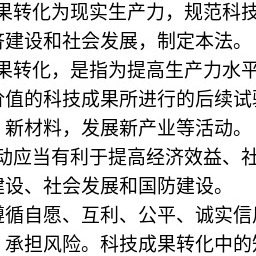 果转化为现实生产力，规范科技
济建设和社会发展，制定本法。
果转化，是指为提高生产力水平
价值的科技成果所进行的后续试
、新材料，发展新产业等活动。
动应当有利于提高经济效益、社
建设、社会发展和国防建设。
遵循自愿、互利、公平、诚实信
，承担风险。科技成果转化中的知